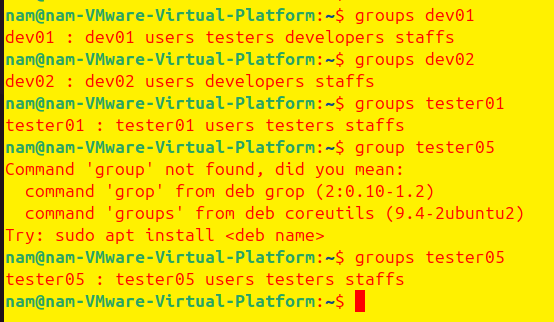 nam@nam-VMware-Virtual-Platform:~$ groups dev01
dev01 : dev01 users testers developers staffs
nam@nam-VMware-Virtual-Platform:~$ groups dev02
dev02 : dev02 users developers staffs
nam@nam-VMware-Virtual-Platform:~$ groups tester01
tester01 : tester01 users testers staffs
nam@nam-VMware-Virtual-Platform:~$ group tester05
Command 'group' not found, did you mean:
  command 'grop' from deb grop (2:0.10-1.2)
  command 'groups' from deb coreutils (9.4-2ubuntu2)
Try: sudo apt install <deb name>
nam@nam-VMware-Virtual-Platform:~$ groups tester05
tester05 : tester05 users testers staffs
nam@nam-VMware-Virtual-Platform:~$